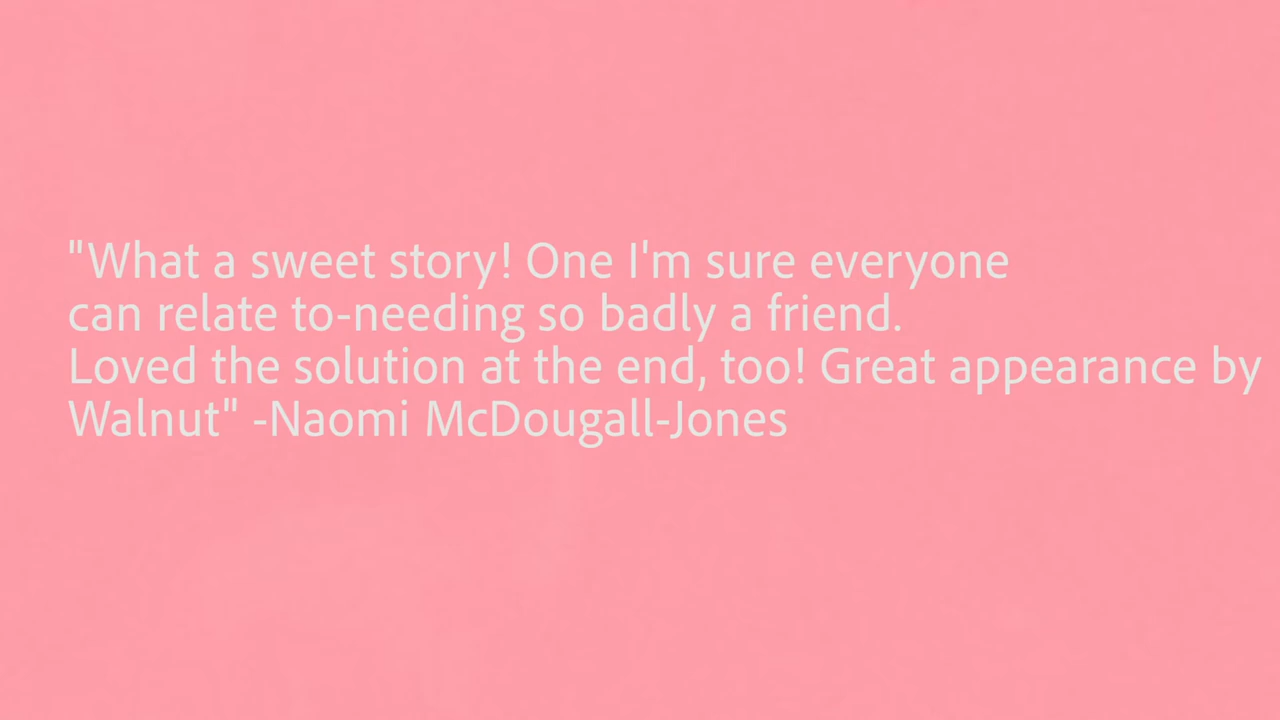 "What a sweet story! One I'm sure everyone
can relate to-needing so badly a friend.
Loved the solution at the end, too! Great appearance by
Walnut" -Naomi McDougall-Jones